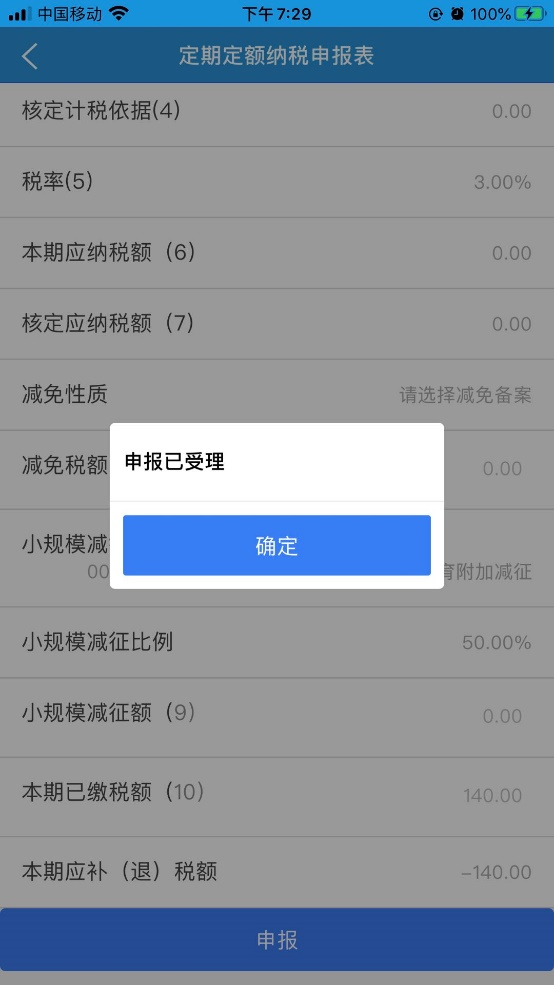 中国移动 下午7:29 100%
定期定额纳税申报表
核定计税依据(4) 0.00
税率(5) 3.00%
本期应纳税额（6） 0.00
核定应纳税额（7） 0.00
减免性质 请选择减免备案
减免税额 0.00
申报已受理
小规模减
确定
00 育附加减征
小规模减征比例 50.00%
小规模减征额（9） 0.00
本期已缴税额（10） 140.00
本期应补（退）税额 -140.00
申报